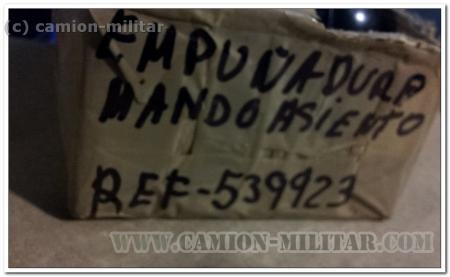 (c) camion-militar
EMPUÑADURA
MANDO ASIENTO
REF-539923
WWW.CAMION-MILITAR.COM